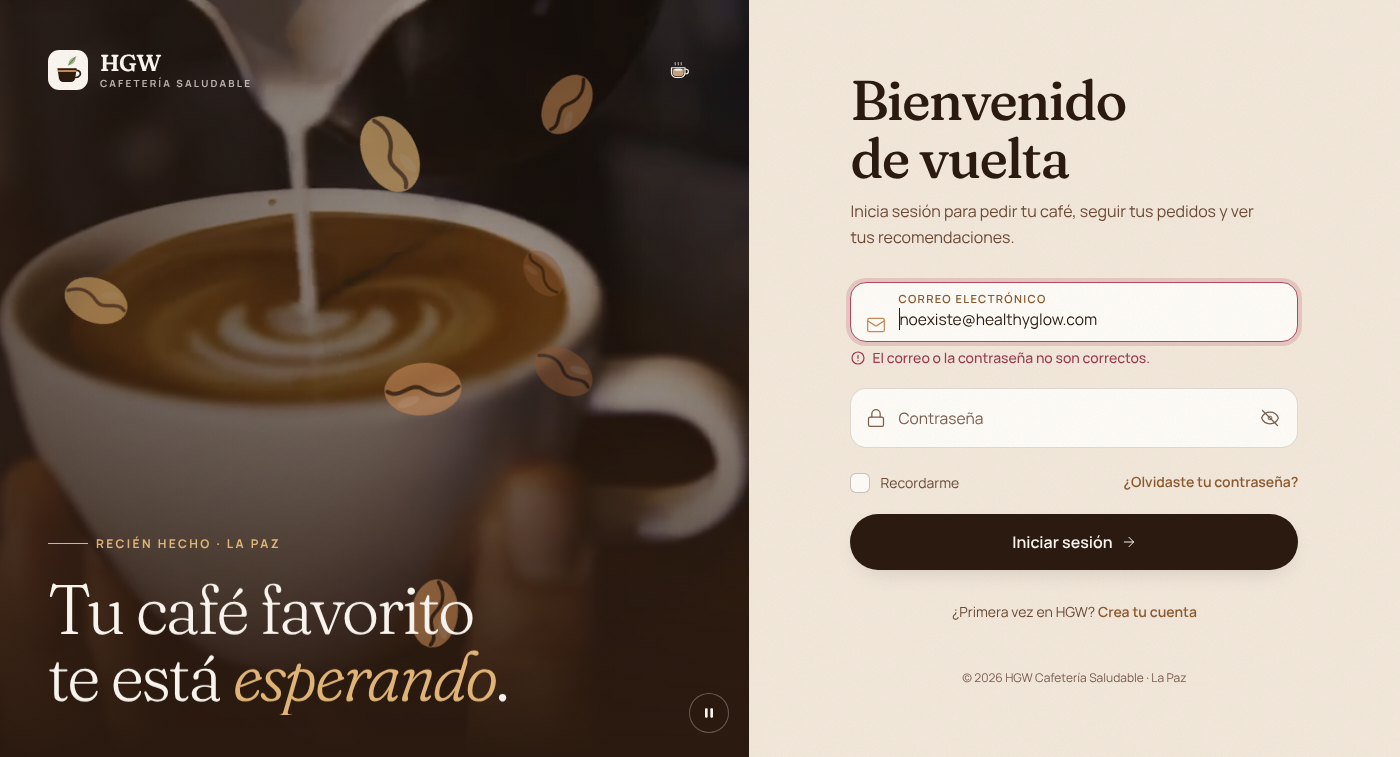 HGW
CAFETERÍA SALUDABLE
RECIÉN HECHO · LA PAZ
Tu café favorito
te está esperando.
Bienvenido
de vuelta
Inicia sesión para pedir tu café, seguir tus pedidos y ver
tus recomendaciones.
CORREO ELECTRÓNICO
noexiste@healthyglow.com
El correo o la contraseña no son correctos.
Contraseña
Recordarme
¿Olvidaste tu contraseña?
Iniciar sesión
¿Primera vez en HGW? Crea tu cuenta
© 2026 HGW Cafetería Saludable · La Paz